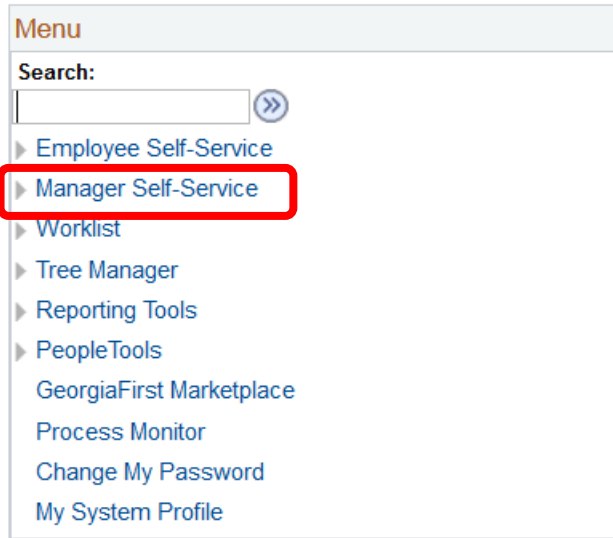 Menu
Search:
Employee Self-Service
Manager Self-Service
Worklist
Tree Manager
Reporting Tools
PeopleTools
GeorgiaFirst Marketplace
Process Monitor
Change My Password
My System Profile